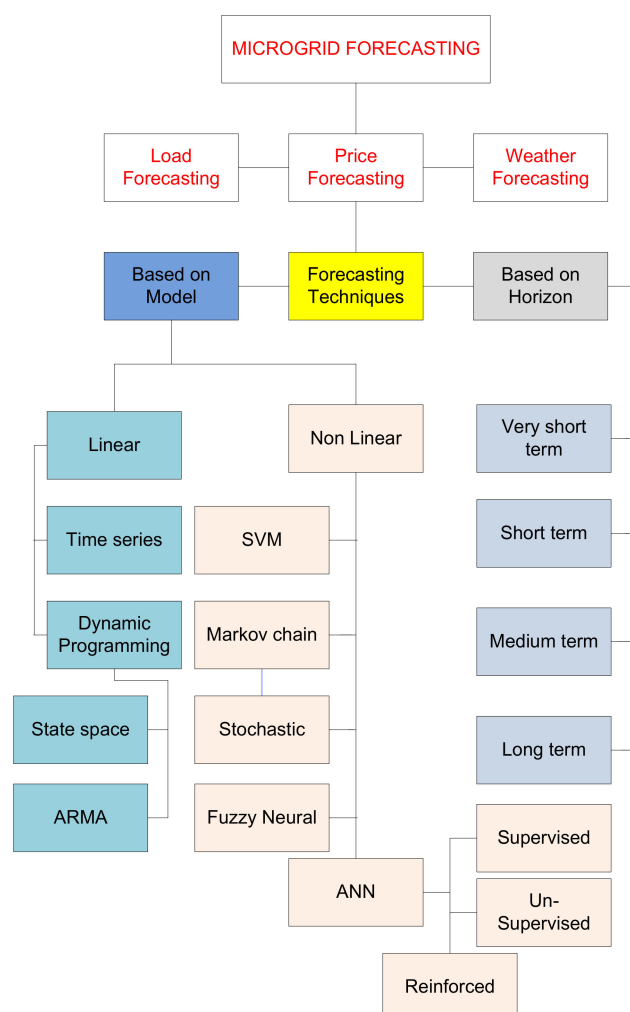 MICROGRID FORECASTING
Load
Forecasting
Price
Forecasting
Weather
Forecasting
Based on
Model
Forecasting
Techniques
Based on
Horizon
Linear
Non Linear
Very short
term
Time series
SVM
Short term
Dynamic
Programming
Markov chain
Medium term
State space
Stochastic
Long term
ARMA
Fuzzy Neural
Supervised
ANN
Un-
Supervised
Reinforced